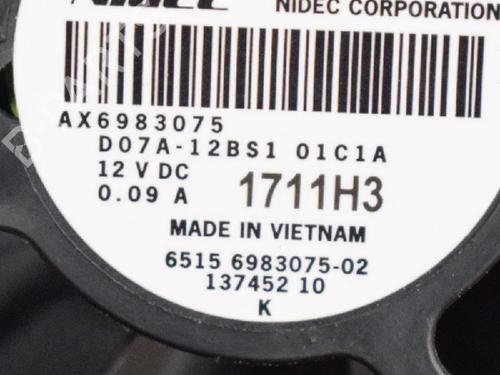 NIDEC NIDEC CORPORATION
AX6983075
D07A-12BS1 01C1A
12 V DC
0.09 A 1711H3
MADE IN VIETNAM
6515 6983075-02
137452 10
K